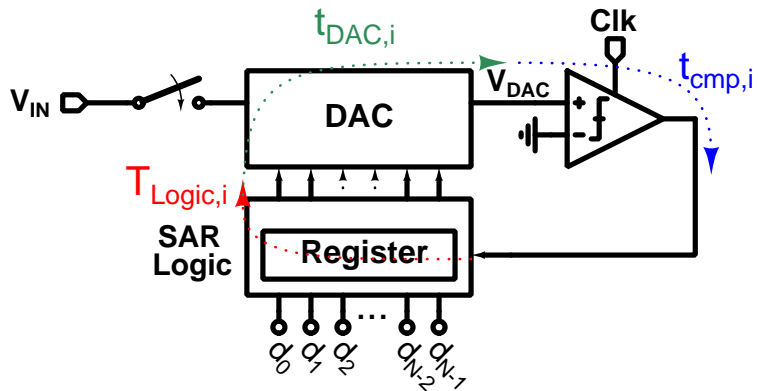 Clk
t_DAC,i
V_DAC
t_cmp,i
V_IN
DAC
T_Logic,i
SAR
Logic
Register
...
d_0 d_1 d_2 d_N-2 d_N-1